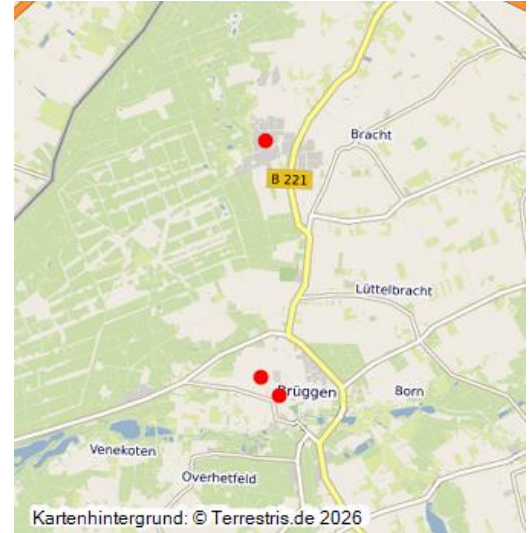 Bracht
B 221
Lüttelbracht
Brüggen
Born
Venekoten
Overhetfeld
Kartenhintergrund: © Terrestris.de 2026